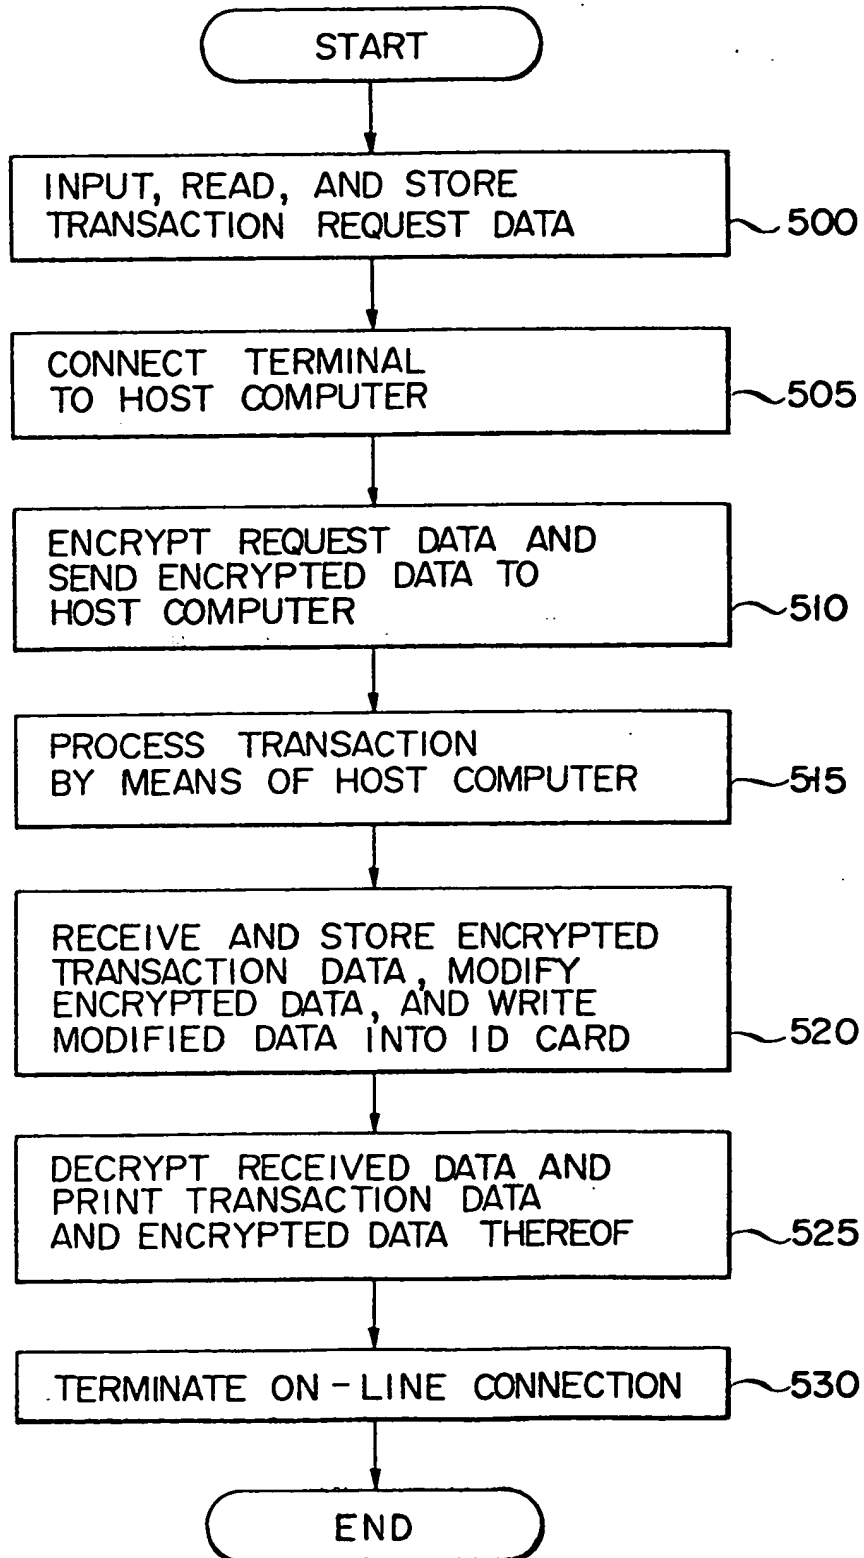 START
INPUT, READ, AND STORE
TRANSACTION REQUEST DATA
500
CONNECT TERMINAL
TO HOST COMPUTER
505
ENCRYPT REQUEST DATA AND
SEND ENCRYPTED DATA TO
HOST COMPUTER
510
PROCESS TRANSACTION
BY MEANS OF HOST COMPUTER
515
RECEIVE AND STORE ENCRYPTED
TRANSACTION DATA, MODIFY
ENCRYPTED DATA, AND WRITE
MODIFIED DATA INTO ID CARD
520
DECRYPT RECEIVED DATA AND
PRINT TRANSACTION DATA
AND ENCRYPTED DATA THEREOF
525
TERMINATE ON-LINE CONNECTION
530
END